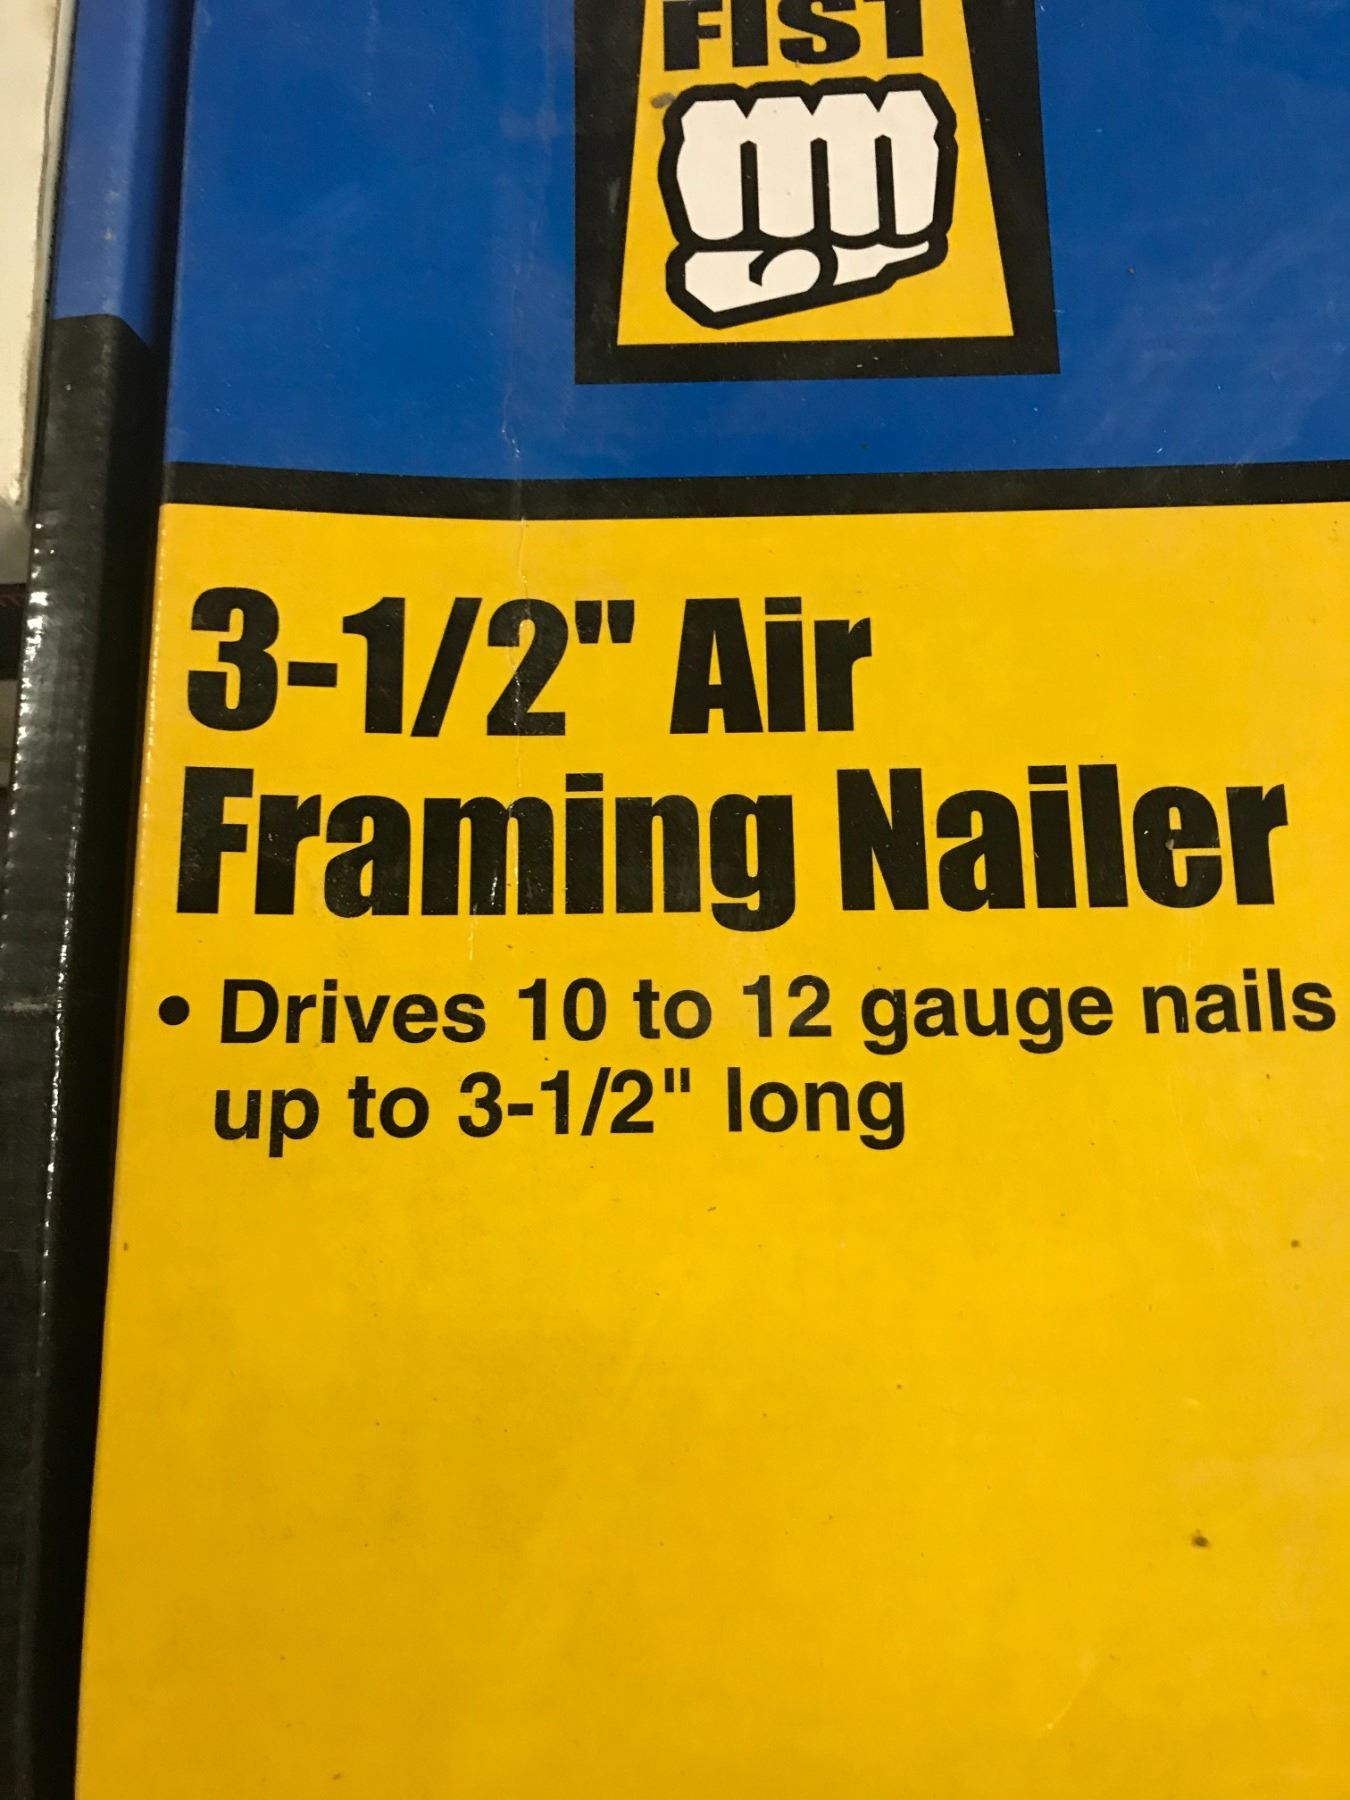 FIST
3-1/2" Air
Framing Nailer
• Drives 10 to 12 gauge nails
up to 3-1/2" long